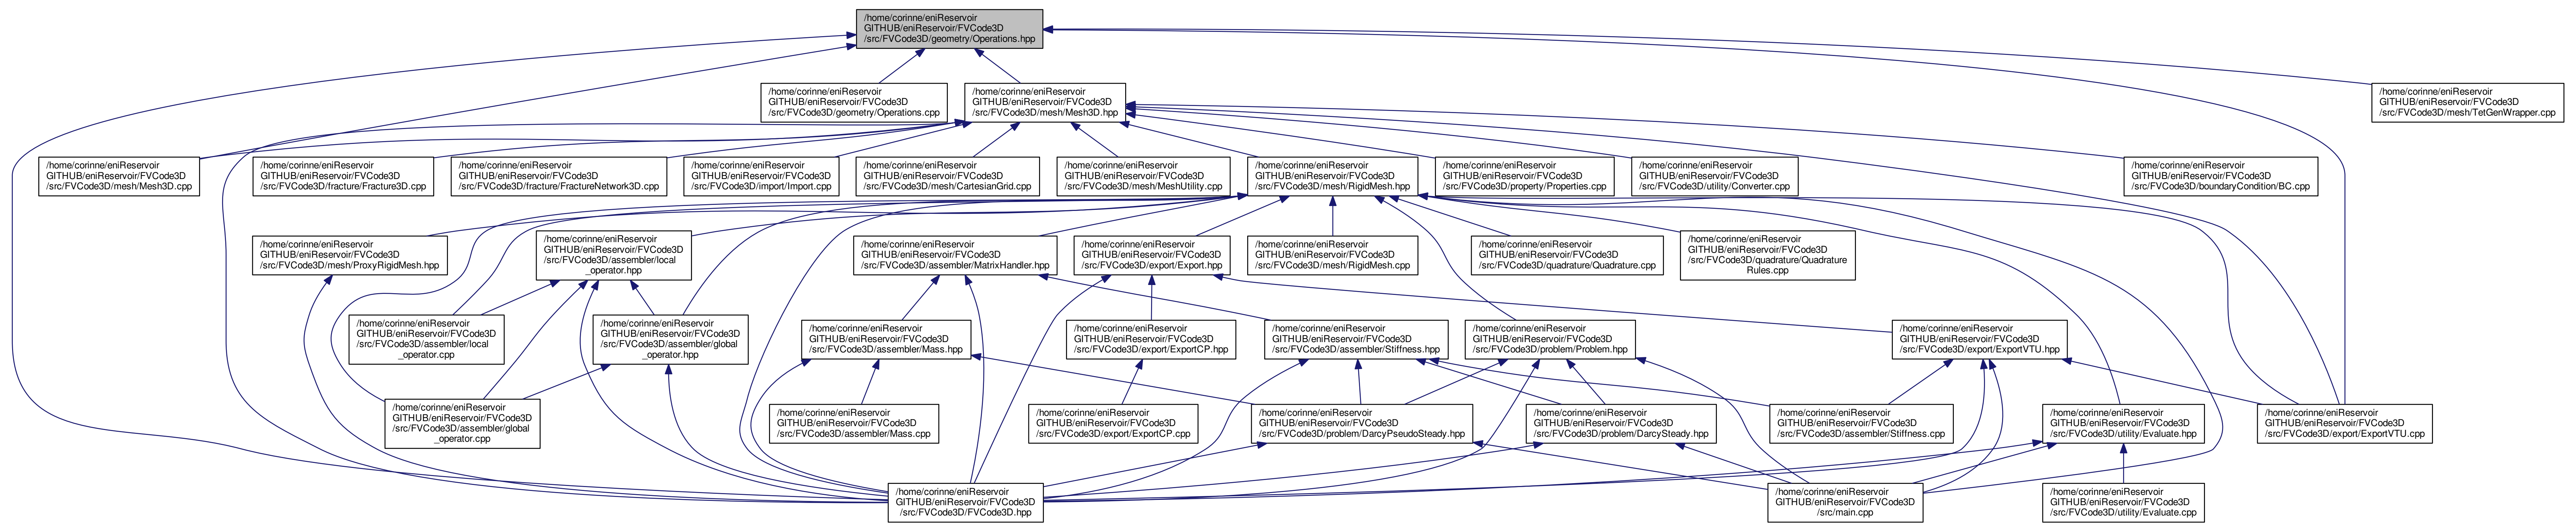 /home/corinne/eniReservoir
GITHUB/eniReservoir/FVCode3D
/src/FVCode3D/geometry/Operations.hpp
/home/corinne/eniReservoir
GITHUB/eniReservoir/FVCode3D
/src/FVCode3D/geometry/Operations.cpp
/home/corinne/eniReservoir
GITHUB/eniReservoir/FVCode3D
/src/FVCode3D/mesh/Mesh3D.hpp
/home/corinne/eniReservoir
GITHUB/eniReservoir/FVCode3D
/src/FVCode3D/mesh/TetGenWrapper.cpp
/home/corinne/eniReservoir
GITHUB/eniReservoir/FVCode3D
/src/FVCode3D/mesh/Mesh3D.cpp
/home/corinne/eniReservoir
GITHUB/eniReservoir/FVCode3D
/src/FVCode3D/fracture/Fracture3D.cpp
/home/corinne/eniReservoir
GITHUB/eniReservoir/FVCode3D
/src/FVCode3D/fracture/FractureNetwork3D.cpp
/home/corinne/eniReservoir
GITHUB/eniReservoir/FVCode3D
/src/FVCode3D/import/Import.cpp
/home/corinne/eniReservoir
GITHUB/eniReservoir/FVCode3D
/src/FVCode3D/mesh/CartesianGrid.cpp
/home/corinne/eniReservoir
GITHUB/eniReservoir/FVCode3D
/src/FVCode3D/mesh/MeshUtility.cpp
/home/corinne/eniReservoir
GITHUB/eniReservoir/FVCode3D
/src/FVCode3D/mesh/RigidMesh.hpp
/home/corinne/eniReservoir
GITHUB/eniReservoir/FVCode3D
/src/FVCode3D/property/Properties.cpp
/home/corinne/eniReservoir
GITHUB/eniReservoir/FVCode3D
/src/FVCode3D/utility/Converter.cpp
/home/corinne/eniReservoir
GITHUB/eniReservoir/FVCode3D
/src/FVCode3D/boundaryCondition/BC.cpp
/home/corinne/eniReservoir
GITHUB/eniReservoir/FVCode3D
/src/FVCode3D/mesh/ProxyRigidMesh.hpp
/home/corinne/eniReservoir
GITHUB/eniReservoir/FVCode3D
/src/FVCode3D/assembler/local
_operator.hpp
/home/corinne/eniReservoir
GITHUB/eniReservoir/FVCode3D
/src/FVCode3D/assembler/MatrixHandler.hpp
/home/corinne/eniReservoir
GITHUB/eniReservoir/FVCode3D
/src/FVCode3D/export/Export.hpp
/home/corinne/eniReservoir
GITHUB/eniReservoir/FVCode3D
/src/FVCode3D/mesh/RigidMesh.cpp
/home/corinne/eniReservoir
GITHUB/eniReservoir/FVCode3D
/src/FVCode3D/quadrature/Quadrature.cpp
/home/corinne/eniReservoir
GITHUB/eniReservoir/FVCode3D
/src/FVCode3D/quadrature/Quadrature
Rules.cpp
/home/corinne/eniReservoir
GITHUB/eniReservoir/FVCode3D
/src/FVCode3D/assembler/local
_operator.cpp
/home/corinne/eniReservoir
GITHUB/eniReservoir/FVCode3D
/src/FVCode3D/assembler/global
_operator.hpp
/home/corinne/eniReservoir
GITHUB/eniReservoir/FVCode3D
/src/FVCode3D/assembler/Mass.hpp
/home/corinne/eniReservoir
GITHUB/eniReservoir/FVCode3D
/src/FVCode3D/export/ExportCP.hpp
/home/corinne/eniReservoir
GITHUB/eniReservoir/FVCode3D
/src/FVCode3D/assembler/Stiffness.hpp
/home/corinne/eniReservoir
GITHUB/eniReservoir/FVCode3D
/src/FVCode3D/problem/Problem.hpp
/home/corinne/eniReservoir
GITHUB/eniReservoir/FVCode3D
/src/FVCode3D/export/ExportVTU.hpp
/home/corinne/eniReservoir
GITHUB/eniReservoir/FVCode3D
/src/FVCode3D/assembler/global
_operator.cpp
/home/corinne/eniReservoir
GITHUB/eniReservoir/FVCode3D
/src/FVCode3D/assembler/Mass.cpp
/home/corinne/eniReservoir
GITHUB/eniReservoir/FVCode3D
/src/FVCode3D/export/ExportCP.cpp
/home/corinne/eniReservoir
GITHUB/eniReservoir/FVCode3D
/src/FVCode3D/problem/DarcyPseudoSteady.hpp
/home/corinne/eniReservoir
GITHUB/eniReservoir/FVCode3D
/src/FVCode3D/problem/DarcySteady.hpp
/home/corinne/eniReservoir
GITHUB/eniReservoir/FVCode3D
/src/FVCode3D/assembler/Stiffness.cpp
/home/corinne/eniReservoir
GITHUB/eniReservoir/FVCode3D
/src/FVCode3D/utility/Evaluate.hpp
/home/corinne/eniReservoir
GITHUB/eniReservoir/FVCode3D
/src/FVCode3D/export/ExportVTU.cpp
/home/corinne/eniReservoir
GITHUB/eniReservoir/FVCode3D
/src/FVCode3D/FVCode3D.hpp
/home/corinne/eniReservoir
GITHUB/eniReservoir/FVCode3D
/src/main.cpp
/home/corinne/eniReservoir
GITHUB/eniReservoir/FVCode3D
/src/FVCode3D/utility/Evaluate.cpp